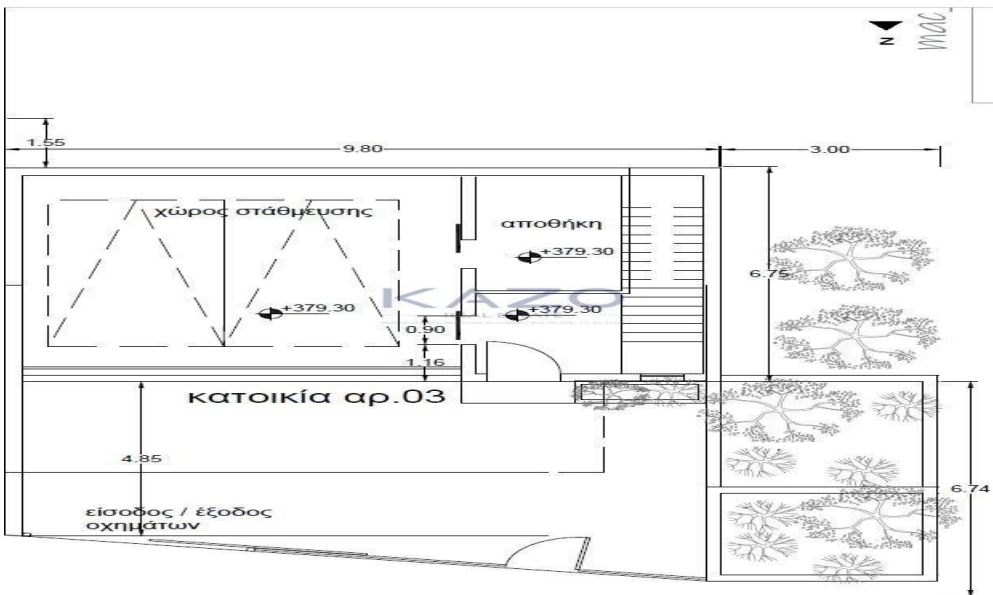 N
mac.
1.55
9.80
3.00
χώρος στάθμευσης
αποθήκη
+379.30
6.75
KAZO
+379.30
+379.30
0.90
1.16
κατοικία αρ.03
4.85
6.74
είσοδος / έξοδος
οχημάτων